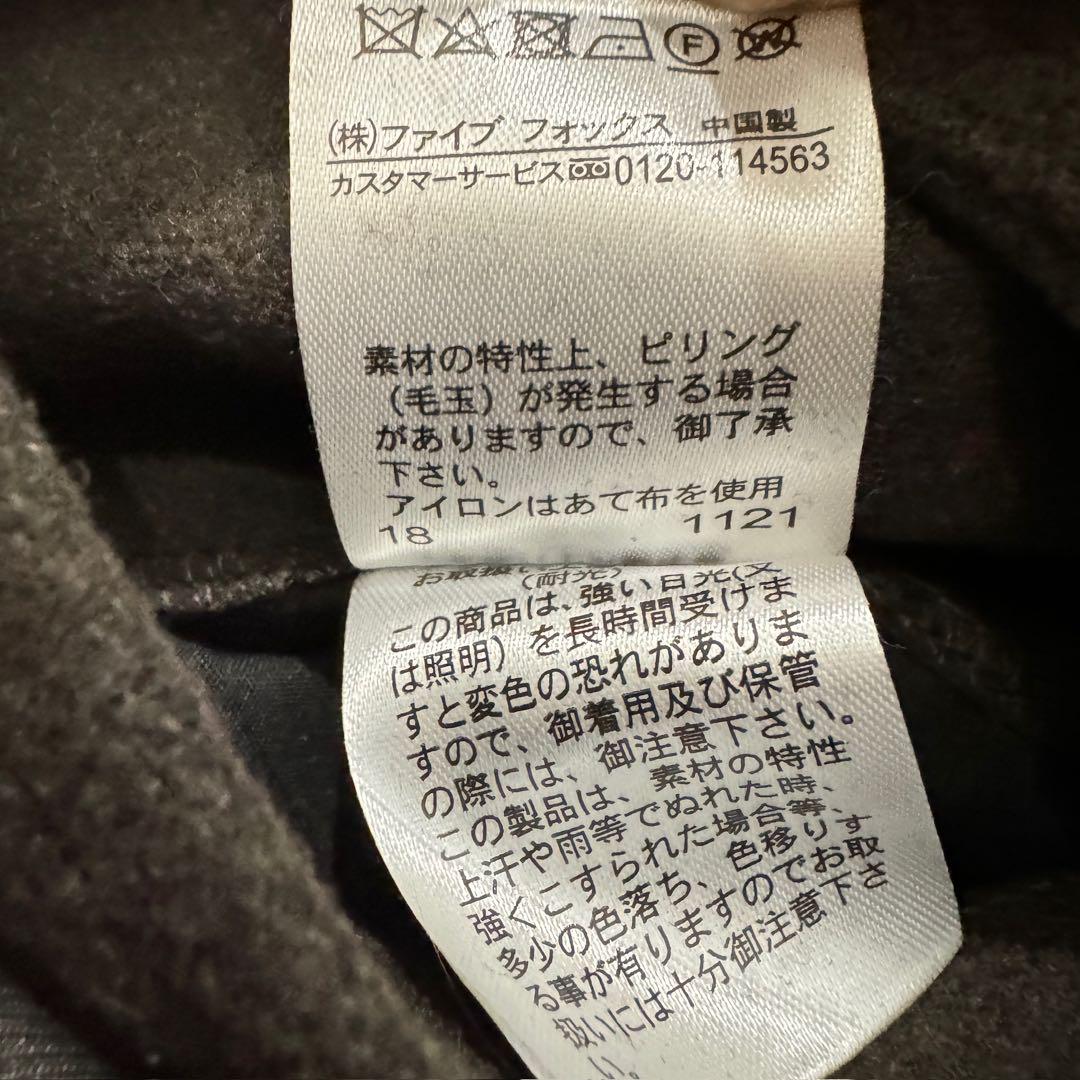 F W
(株)ファイブ フォックス 中国製
カスタマーサービス0120-114563
素材の特性上、ピリング
(毛玉)が発生する場合
がありますので、御了承
下さい。
アイロンはあて布を使用
18 1121
(耐光)
この商品は、強い日光(又
は照明)を長時間受けま
すと変色の恐れがありま
すので、御着用及び保管
の際には、御注意下さい。
この製品は、素材の特性
上汗や雨等でぬれた時、
強くこすられた場合等、
多少の色落ち、色移りす
る事が有りますのでお取
扱いには十分御注意下さ
い。